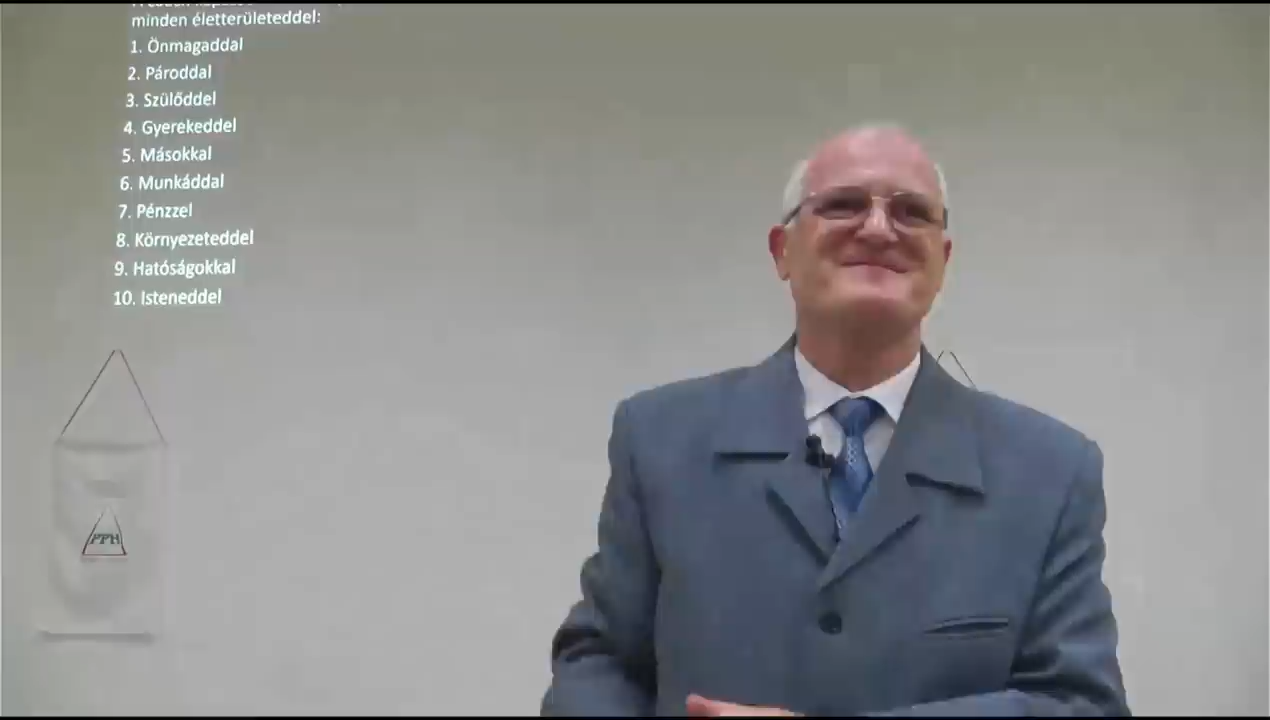 minden életterületeddel:
1. Önmagaddal
2. Pároddal
3. Szülőddel
4. Gyerekeddel
5. Másokkal
6. Munkáddal
7. Pénzzel
8. Környezeteddel
9. Hatóságokkal
10. Isteneddel
PPH